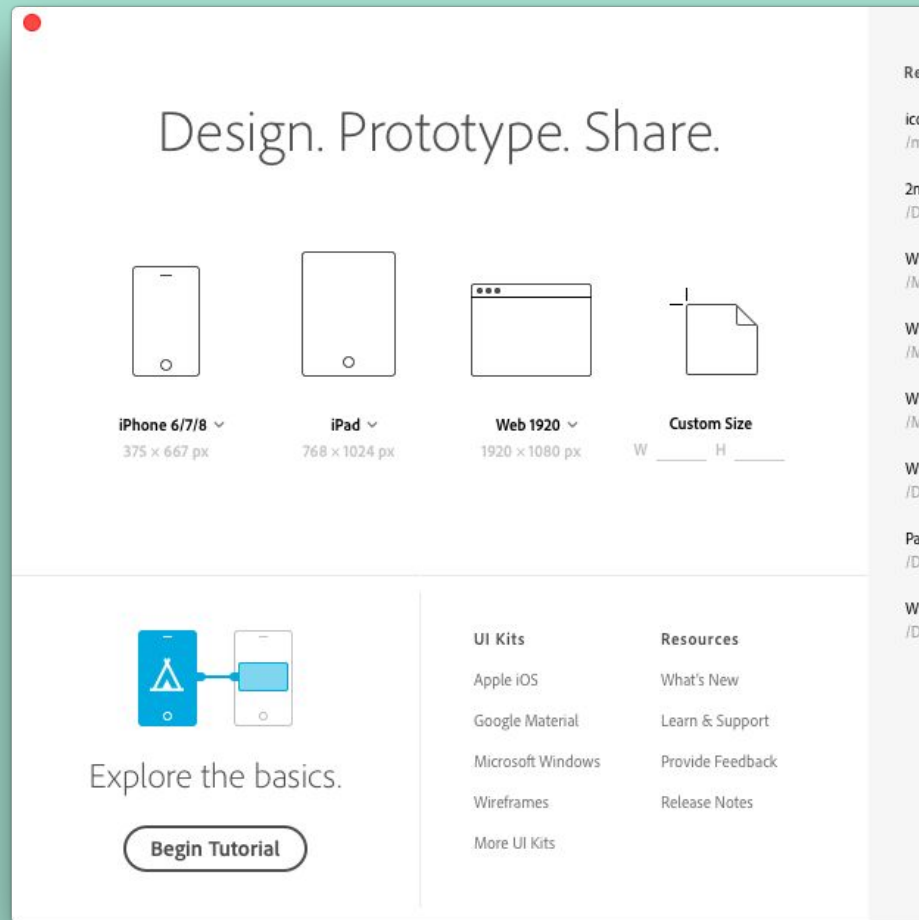 Design. Prototype. Share.
iPhone 6/7/8
375 × 667 px
iPad
768 × 1024 px
Web 1920
1920 × 1080 px
Custom Size
W H
Explore the basics.
Begin Tutorial
UI Kits
Apple iOS
Google Material
Microsoft Windows
Wireframes
More UI Kits
Resources
What's New
Learn & Support
Provide Feedback
Release Notes